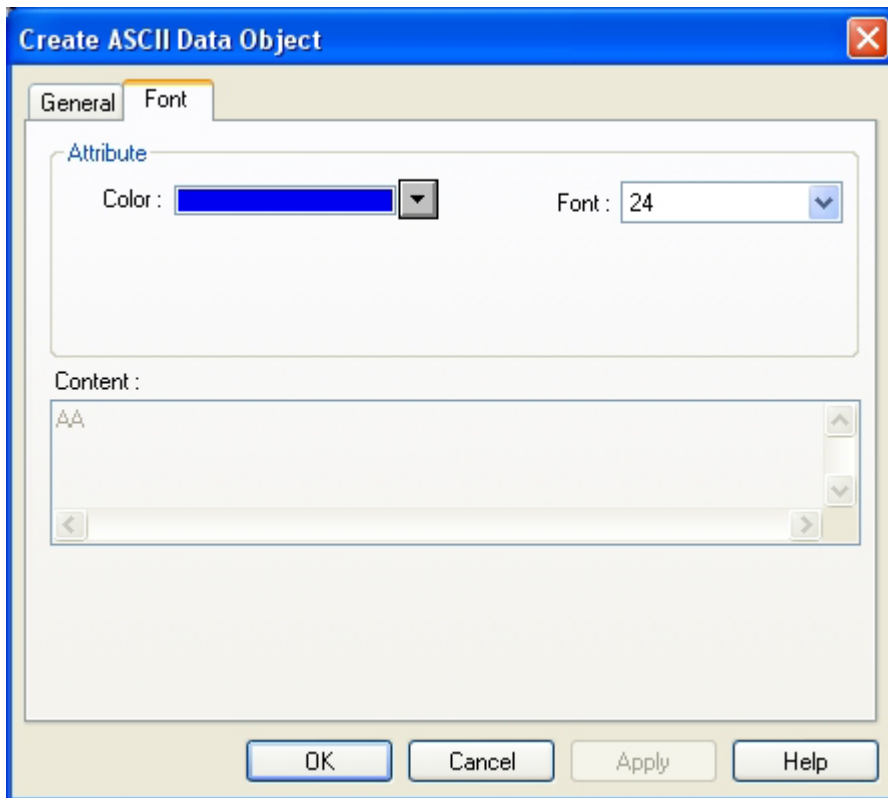 Create ASCII Data Object
General Font
Attribute
Color : Font : 24
Content :
AA
OK Cancel Apply Help